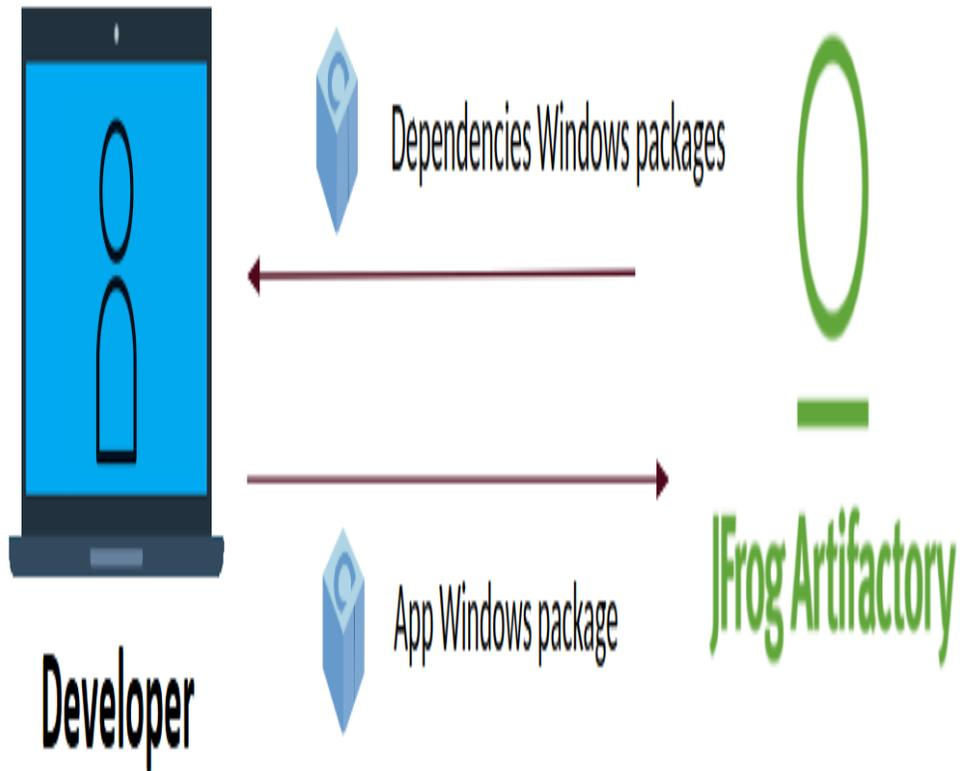 Dependencies Windows packages
JFrog Artifactory
App Windows package
Developer